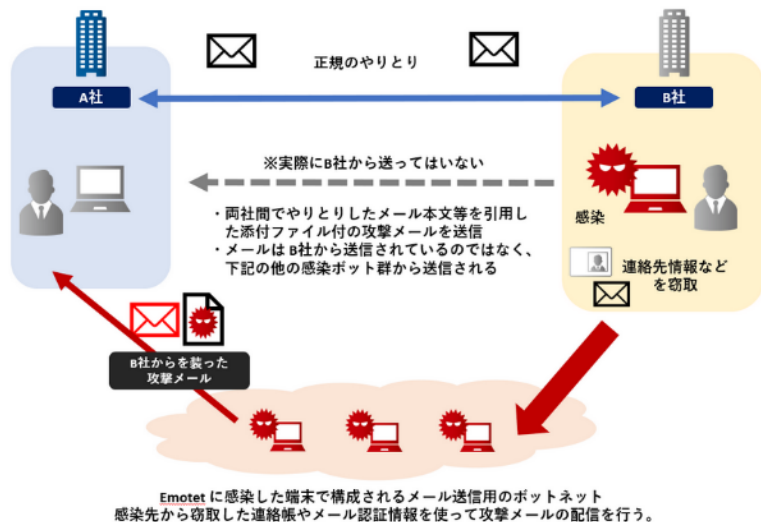 正規のやりとり
A社
B社
※実際にB社から送ってはいない
・両社間でやりとりしたメール本文等を引用し
た添付ファイル付の攻撃メールを送信
・メールは B社から送信されているのではなく、
下記の他の感染ボット群から送信される
感染
連絡先情報など
を窃取
B社からを装った
攻撃メール
Emotet に感染した端末で構成されるメール送信用のボットネット
感染先から窃取した連絡帳やメール認証情報を使って攻撃メールの配信を行う。